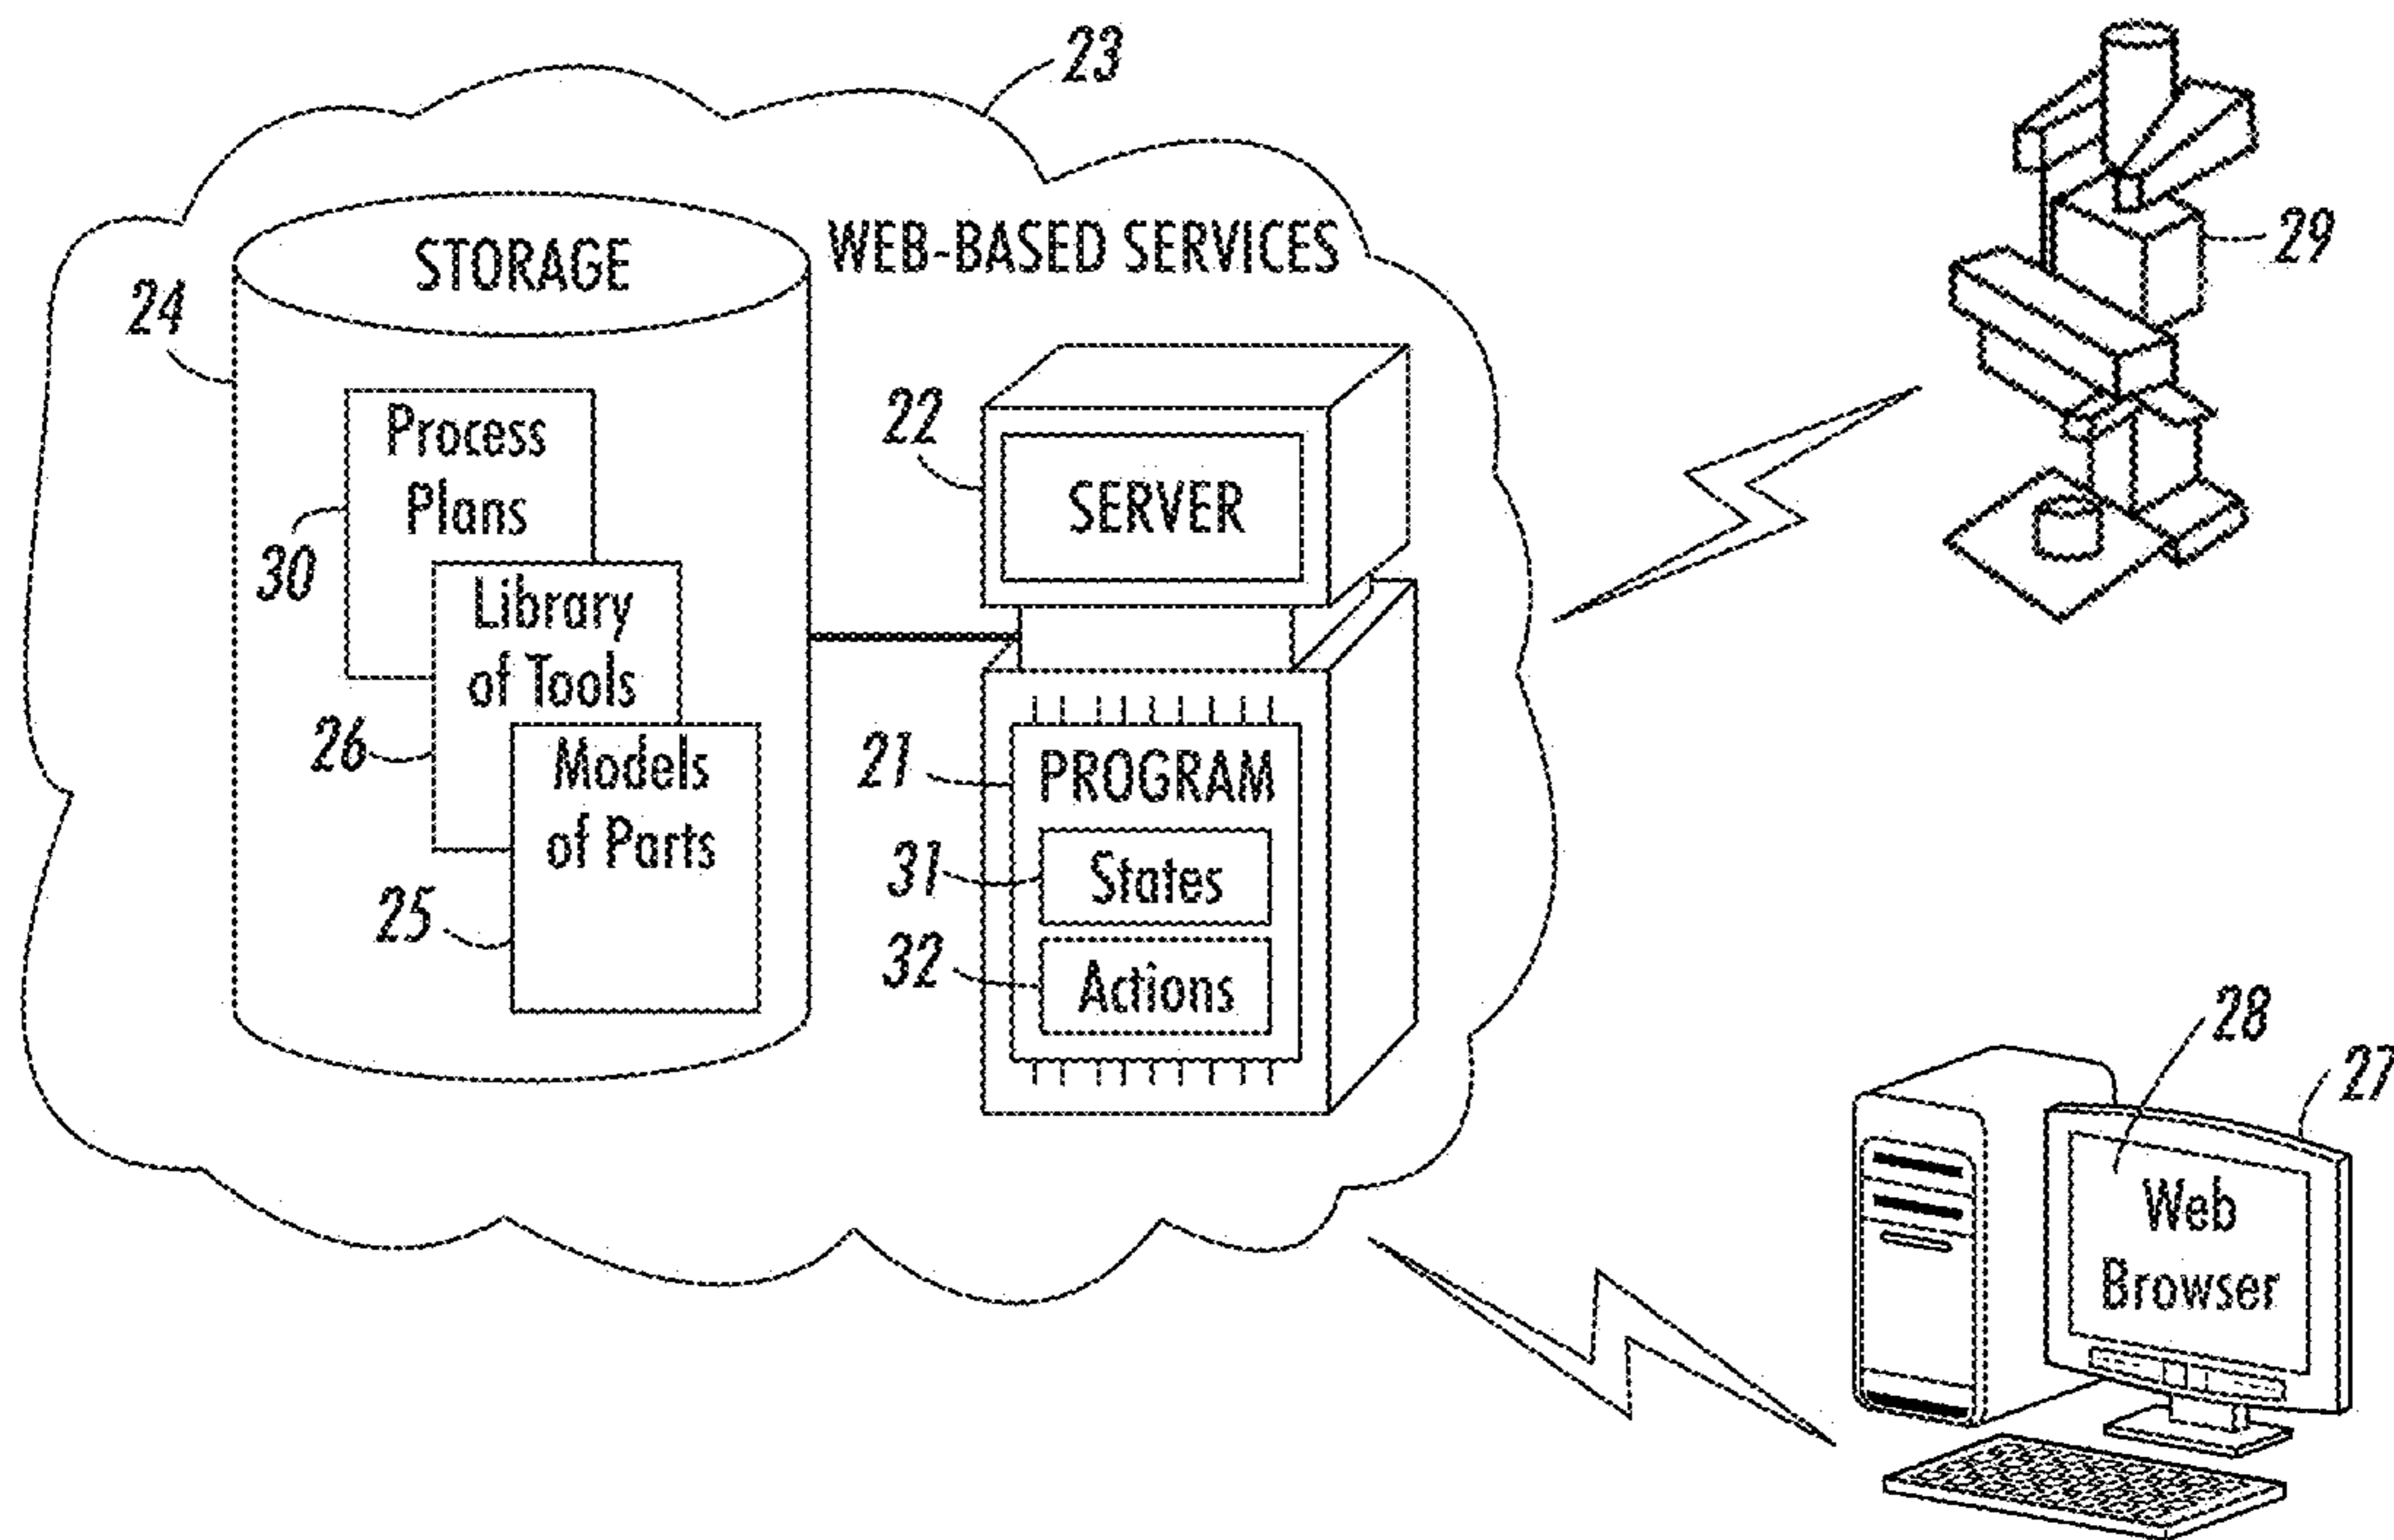 23
STORAGE
WEB-BASED SERVICES
29
24
Process
Plans
30
22
SERVER
Library
of Tools
26
Models
of Parts
25
21
PROGRAM
31
States
32
Actions
28
27
Web
Browser